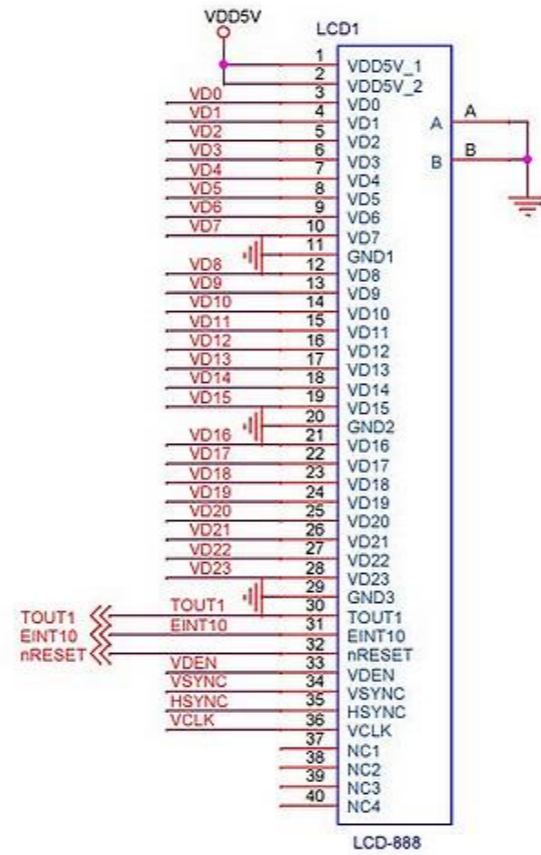 VDD5V
LCD1
1 VDD5V_1
2 VDD5V_2
VD0 3 VD0
VD1 4 VD1 A A
VD2 5 VD2
VD3 6 VD3 B B
VD4 7 VD4
VD5 8 VD5
VD6 9 VD6
VD7 10 VD7
11 GND1
VD8 12 VD8
VD9 13 VD9
VD10 14 VD10
VD11 15 VD11
VD12 16 VD12
VD13 17 VD13
VD14 18 VD14
VD15 19 VD15
20 GND2
VD16 21 VD16
VD17 22 VD17
VD18 23 VD18
VD19 24 VD19
VD20 25 VD20
VD21 26 VD21
VD22 27 VD22
VD23 28 VD23
29 GND3
TOUT1 TOUT1 30 TOUT1
EINT10 EINT10 31 EINT10
nRESET 32 nRESET
VDEN 33 VDEN
VSYNC 34 VSYNC
HSYNC 35 HSYNC
VCLK 36 VCLK
37 NC1
38 NC2
39 NC3
40 NC4
LCD-888